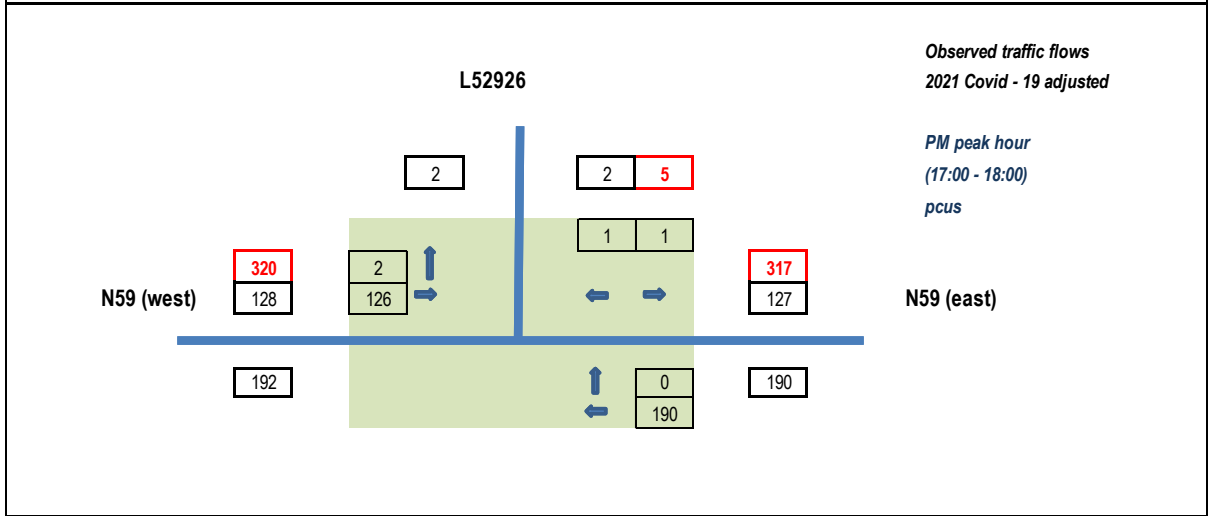 Observed traffic flows
2021 Covid - 19 adjusted
L52926
PM peak hour
(17:00 - 18:00)
pcus
2
2 5
1 1
320 2 317
N59 (west) 128 126 127 N59 (east)
192 0 190
190